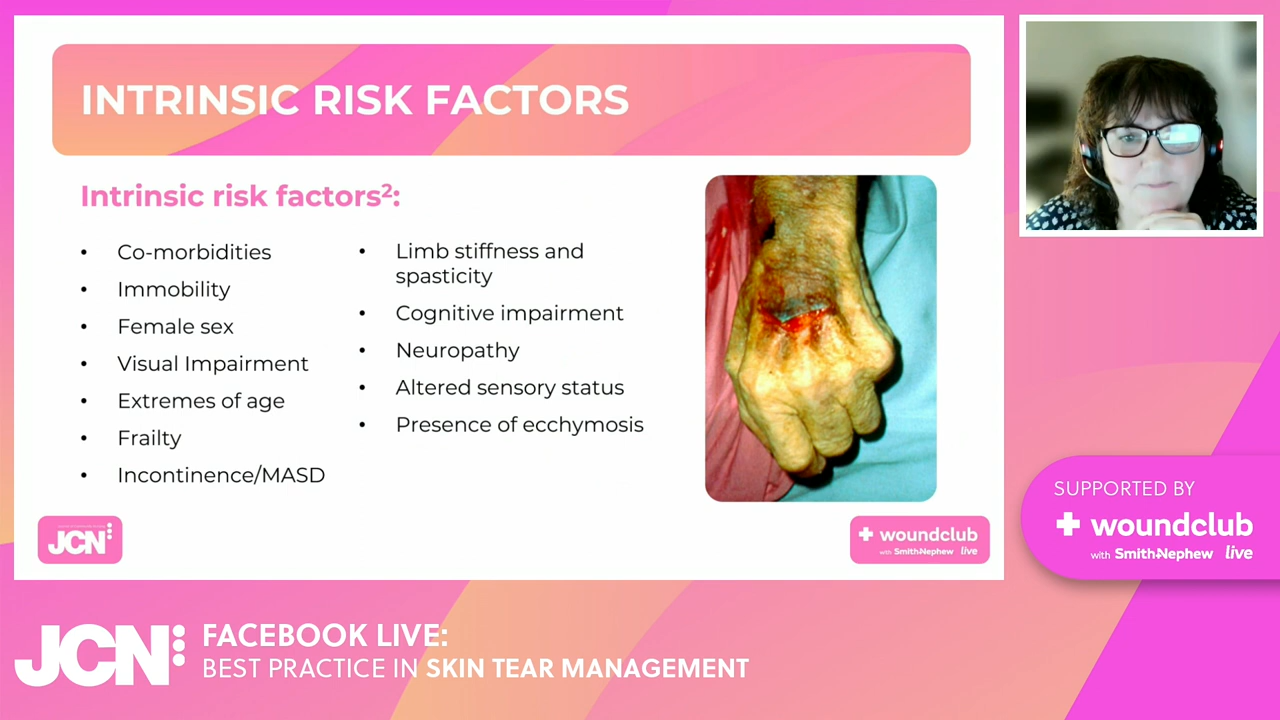 INTRINSIC RISK FACTORS
Intrinsic risk factors²:
• Co-morbidities
• Immobility
• Female sex
• Visual Impairment
• Extremes of age
• Frailty
• Incontinence/MASD
• Limb stiffness and
spasticity
• Cognitive impairment
• Neuropathy
• Altered sensory status
• Presence of ecchymosis
JCN
woundclub
with Smith+Nephew live
SUPPORTED BY
woundclub
with Smith+Nephew live
JCN
FACEBOOK LIVE:
BEST PRACTICE IN SKIN TEAR MANAGEMENT